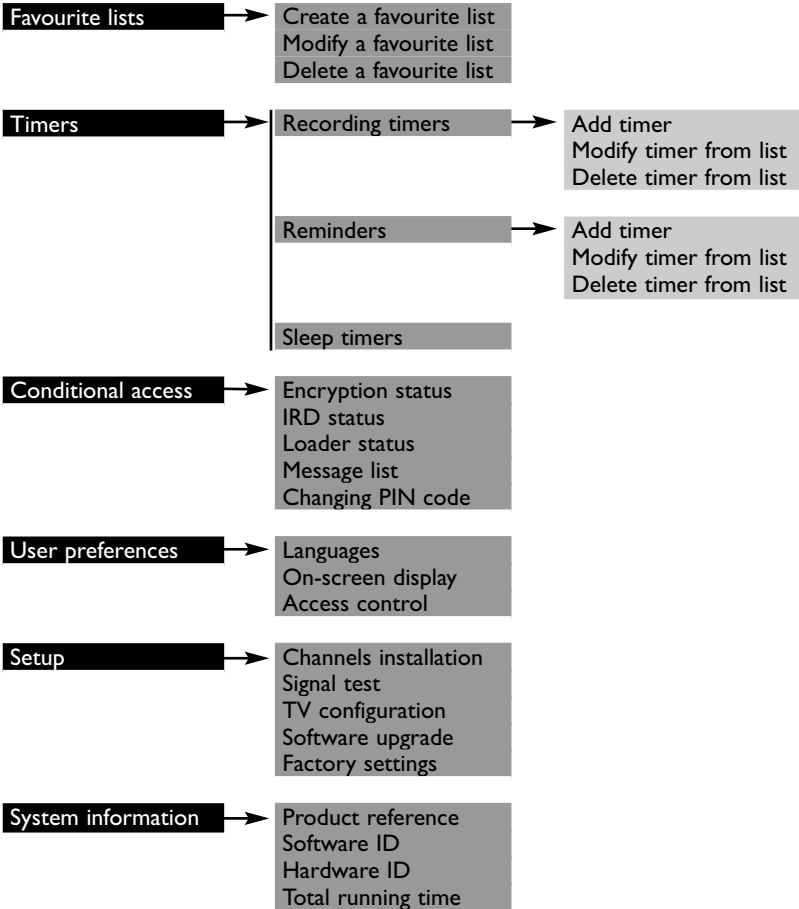 Favourite lists
Create a favourite list
Modify a favourite list
Delete a favourite list
Timers
Recording timers
Add timer
Modify timer from list
Delete timer from list
Reminders
Add timer
Modify timer from list
Delete timer from list
Sleep timers
Conditional access
Encryption status
IRD status
Loader status
Message list
Changing PIN code
User preferences
Languages
On-screen display
Access control
Setup
Channels installation
Signal test
TV configuration
Software upgrade
Factory settings
System information
Product reference
Software ID
Hardware ID
Total running time